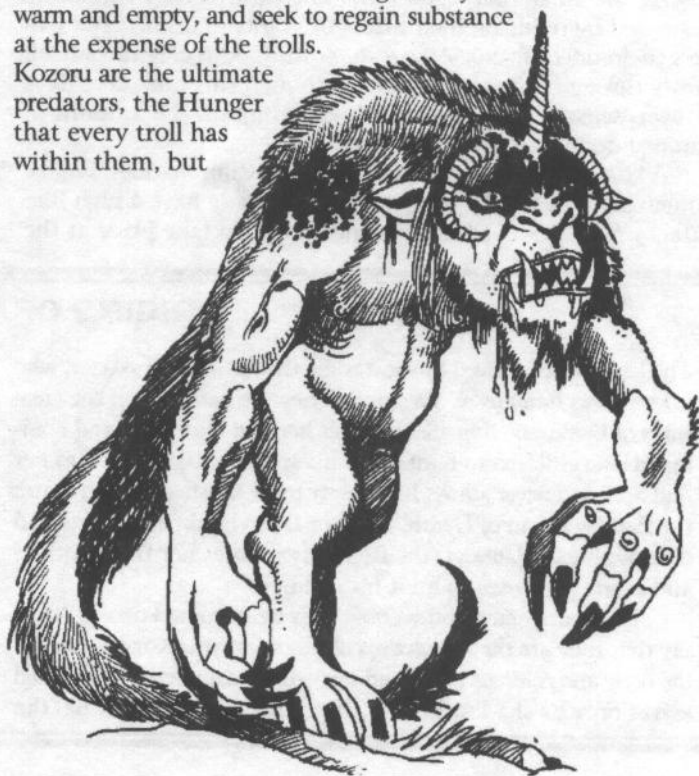 warm and empty, and seek to regain substance
at the expense of the trolls.
Kozoru are the ultimate
predators, the Hunger
that every troll has
within them, but